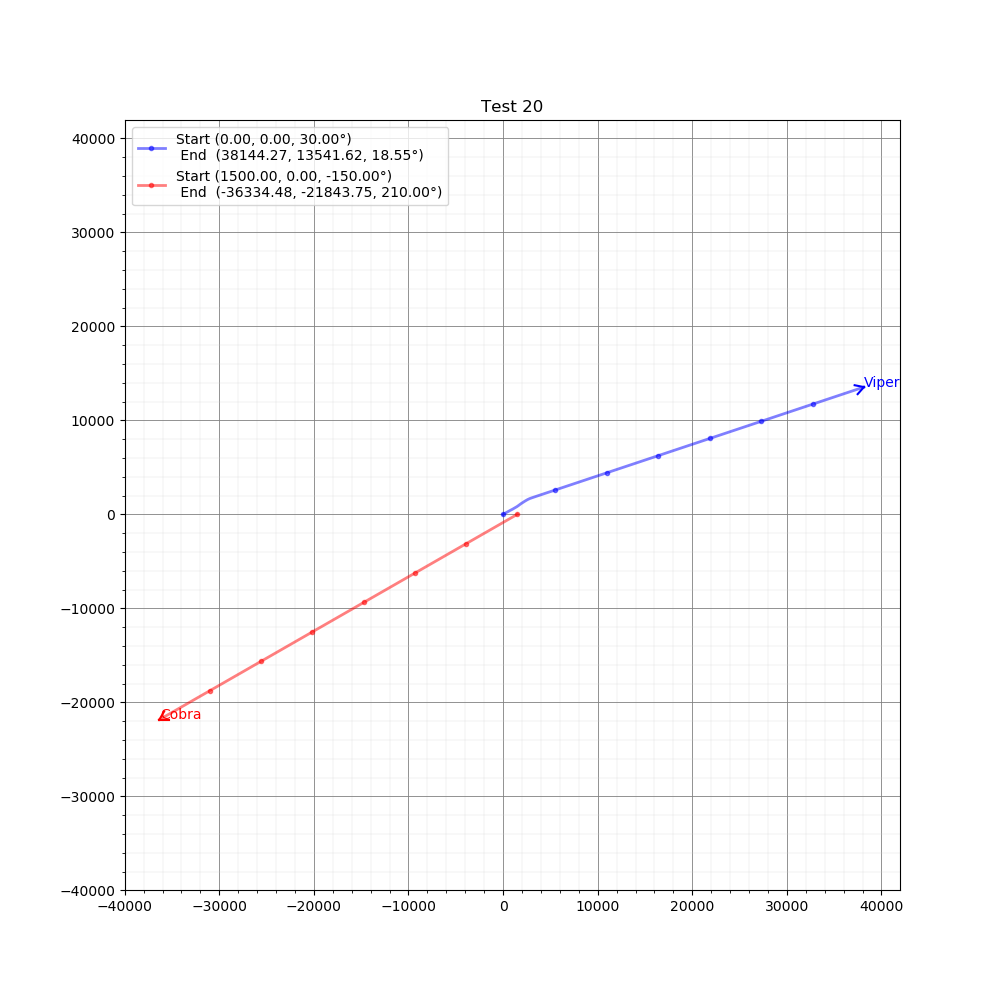 Test 20
Start (0.00, 0.00, 30.00°)
End (38144.27, 13541.62, 18.55°)
Start (1500.00, 0.00, -150.00°)
End (-36334.48, -21843.75, 210.00°)
40000
30000
20000
10000
0
−10000
−20000
−30000
−40000
Viper
Cobra
−40000 −30000 −20000 −10000 0 10000 20000 30000 40000